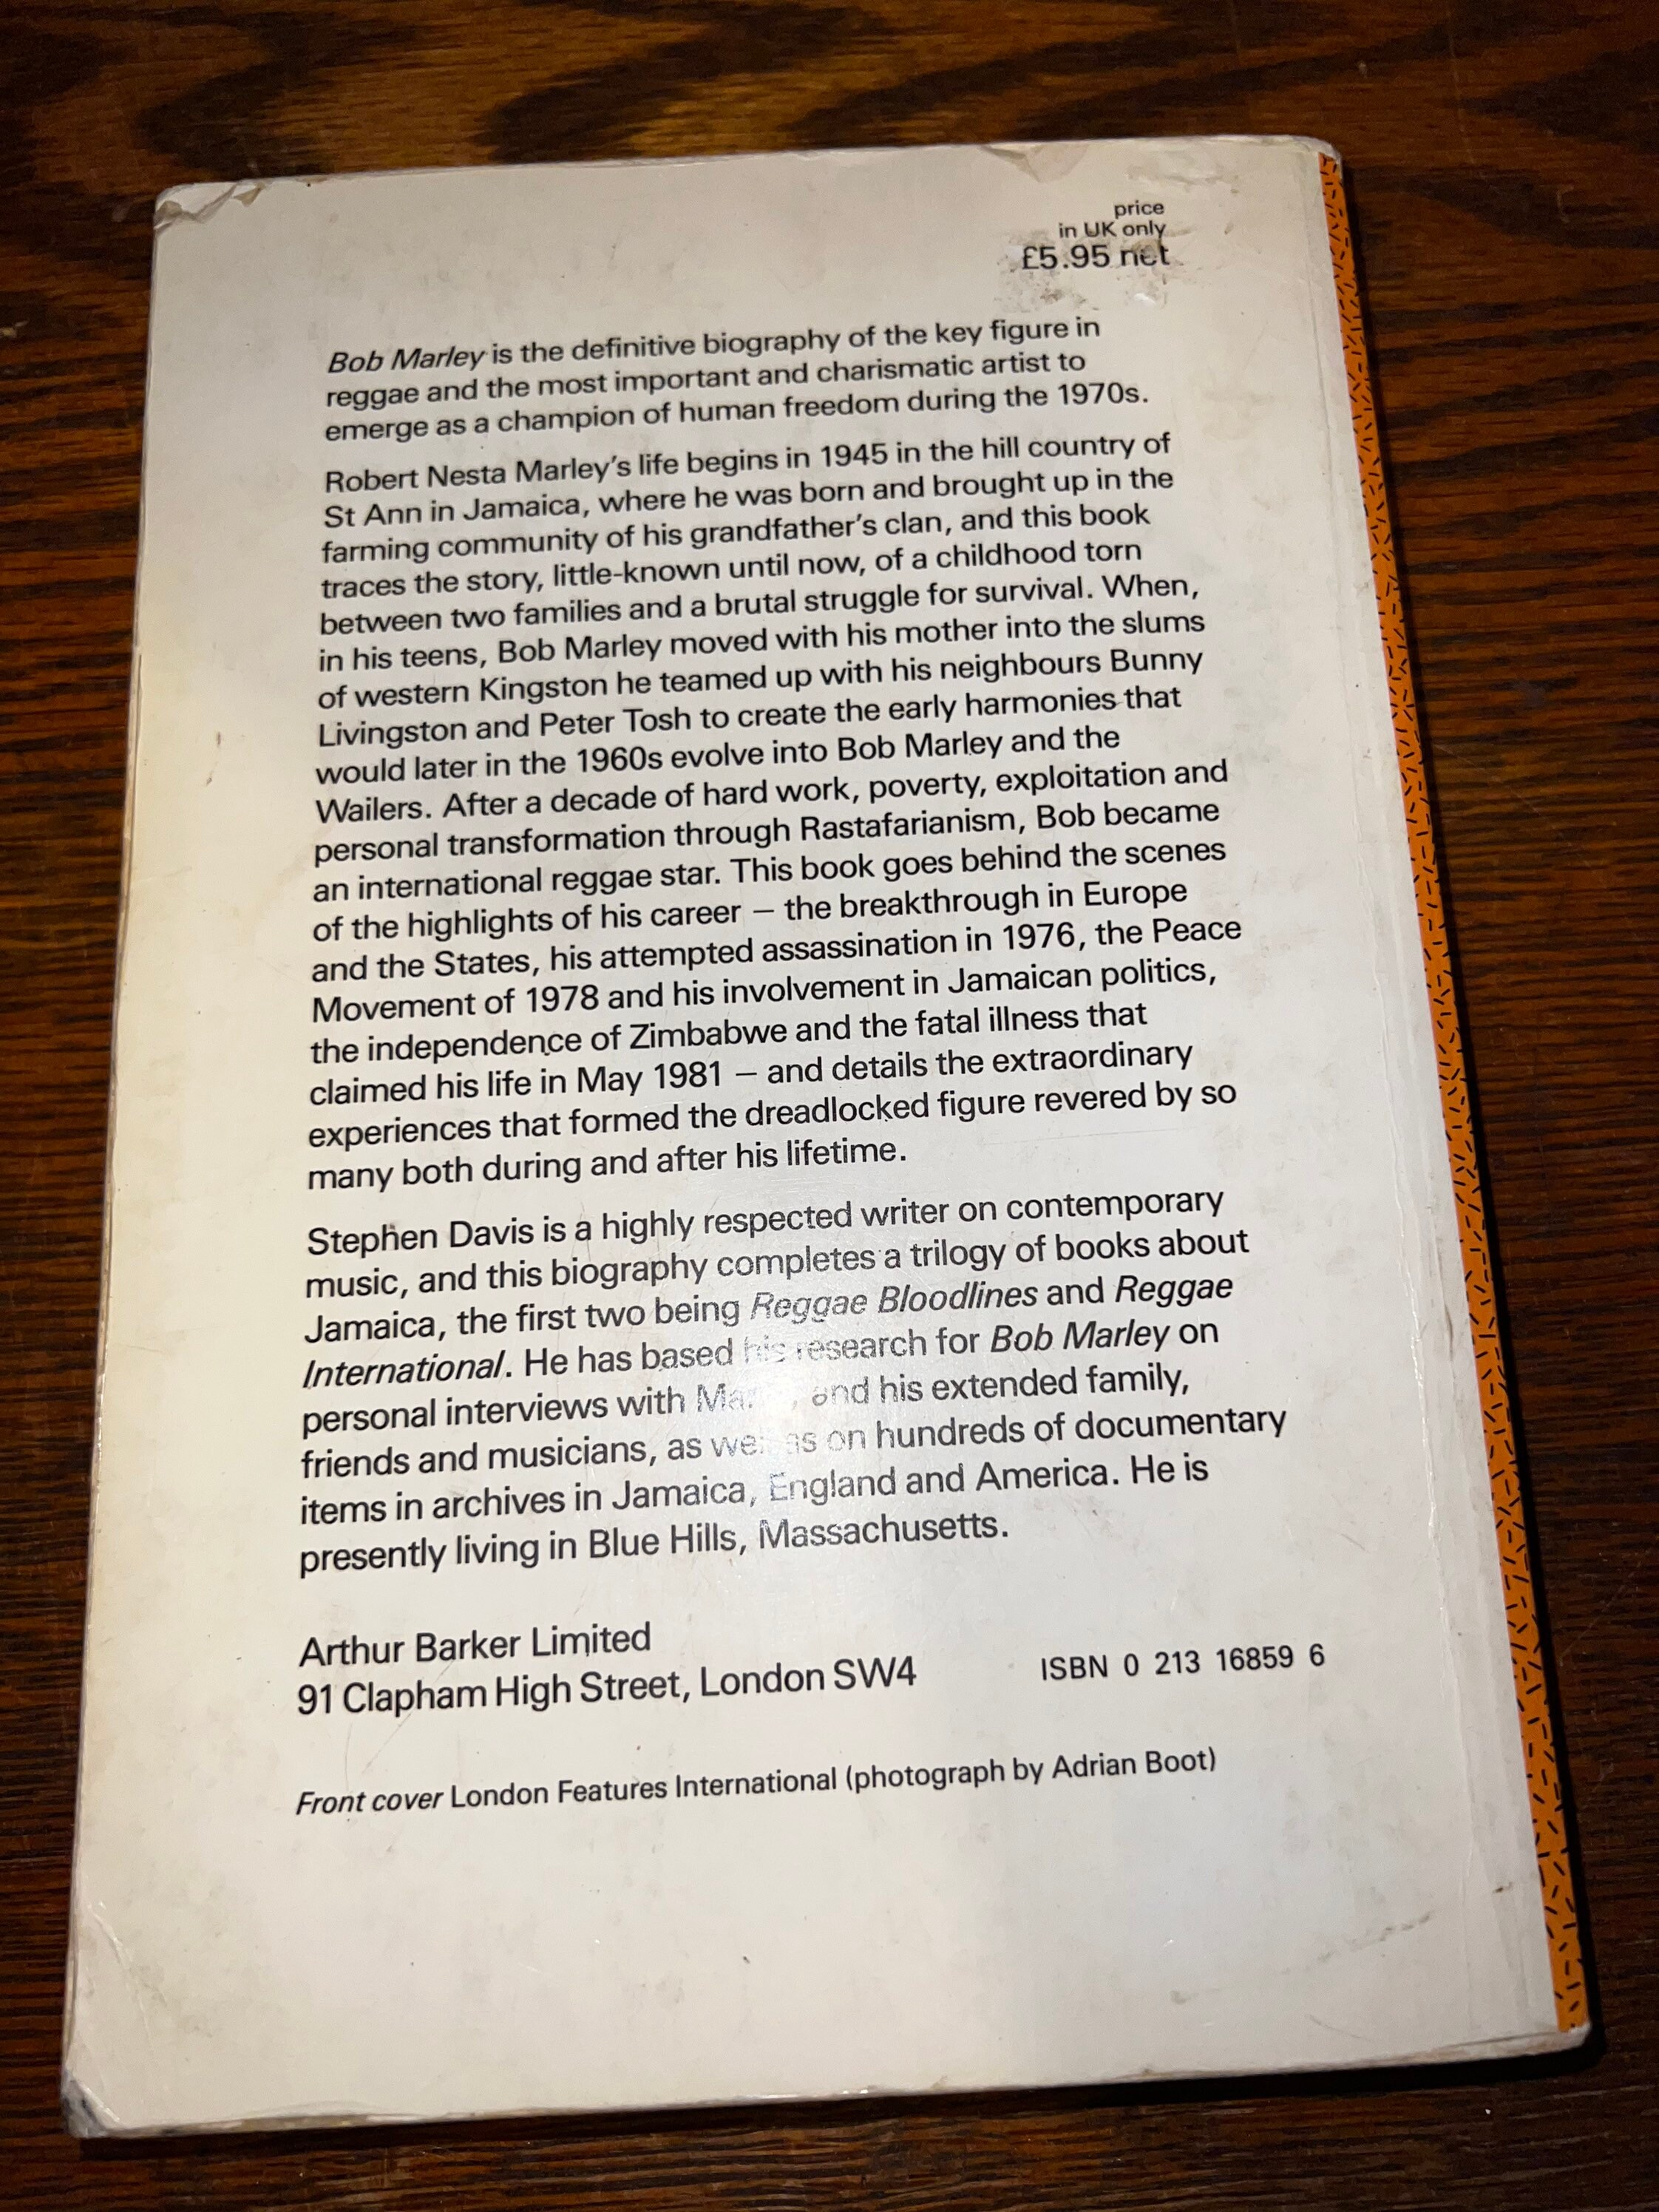 price
in UK only
£5.95 net
Bob Marley is the definitive biography of the key figure in
reggae and the most important and charismatic artist to
emerge as a champion of human freedom during the 1970s.
Robert Nesta Marley's life begins in 1945 in the hill country of
St Ann in Jamaica, where he was born and brought up in the
farming community of his grandfather's clan, and this book
traces the story, little-known until now, of a childhood torn
between two families and a brutal struggle for survival. When,
in his teens, Bob Marley moved with his mother into the slums
of western Kingston he teamed up with his neighbours Bunny
Livingston and Peter Tosh to create the early harmonies that
would later in the 1960s evolve into Bob Marley and the
Wailers. After a decade of hard work, poverty, exploitation and
personal transformation through Rastafarianism, Bob became
an international reggae star. This book goes behind the scenes
of the highlights of his career – the breakthrough in Europe
and the States, his attempted assassination in 1976, the Peace
Movement of 1978 and his involvement in Jamaican politics,
the independence of Zimbabwe and the fatal illness that
claimed his life in May 1981 – and details the extraordinary
experiences that formed the dreadlocked figure revered by so
many both during and after his lifetime.
Stephen Davis is a highly respected writer on contemporary
music, and this biography completes a trilogy of books about
Jamaica, the first two being Reggae Bloodlines and Reggae
International. He has based his research for Bob Marley on
personal interviews with and his extended family,
friends and musicians, as well as on hundreds of documentary
items in archives in Jamaica, England and America. He is
presently living in Blue Hills, Massachusetts.
Arthur Barker Limited
91 Clapham High Street, London SW4
ISBN 0 213 16859 6
Front cover London Features International (photograph by Adrian Boot)